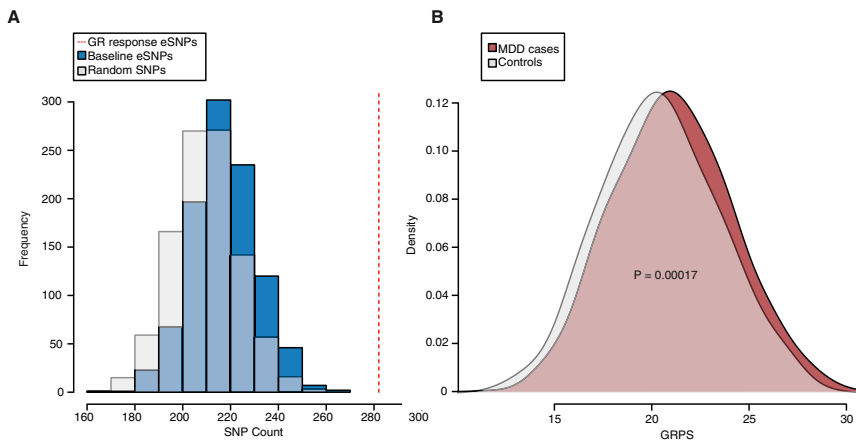 A
GR response eSNPs
Baseline eSNPs
Random SNPs
300
250
200
150
100
50
0
Frequency
160
200
220
240
260
280
300
SNP Count
B
MDD cases
Controls
0.12
0.10
0.08
0.06
0.04
0.02
0
Density
P = 0.00017
15
20
25
30
GRPS